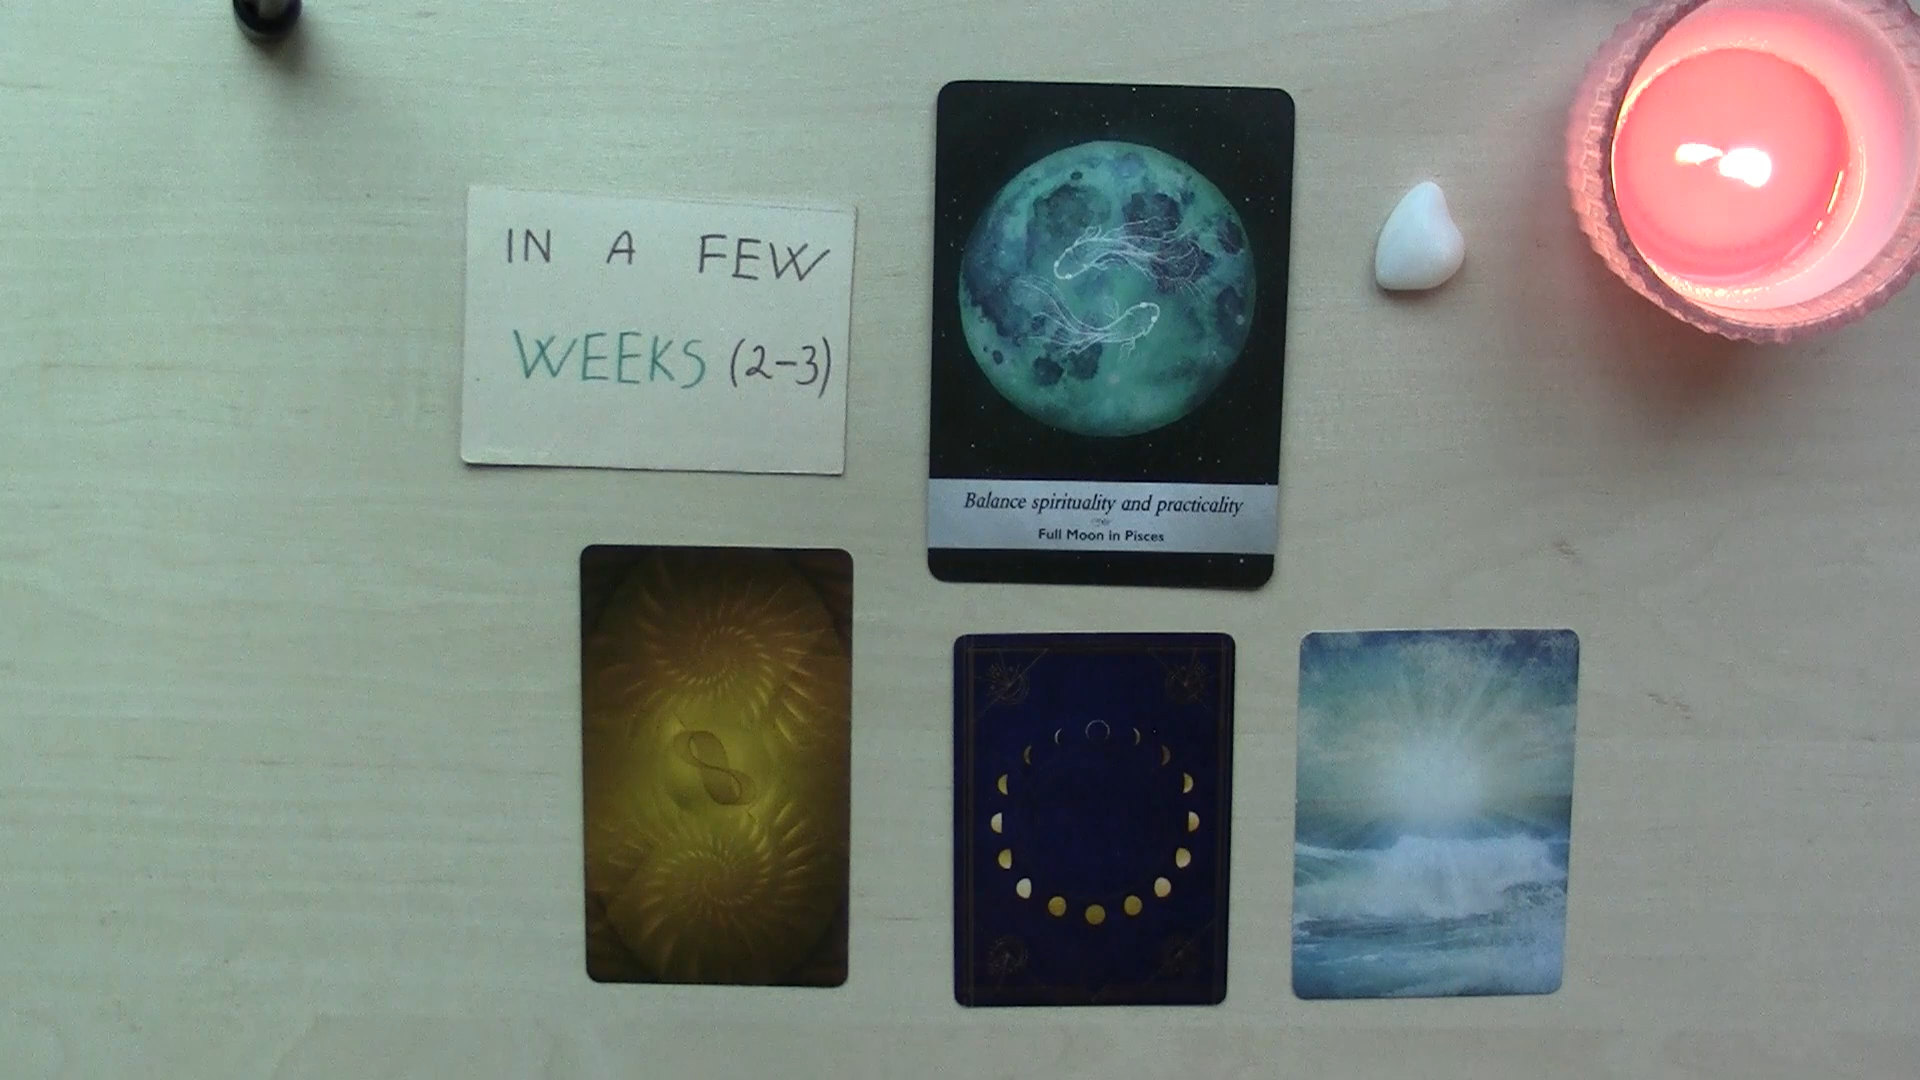 IN A FEW
WEEKS (2-3)
Balance spirituality and practicality
Full Moon in Pisces